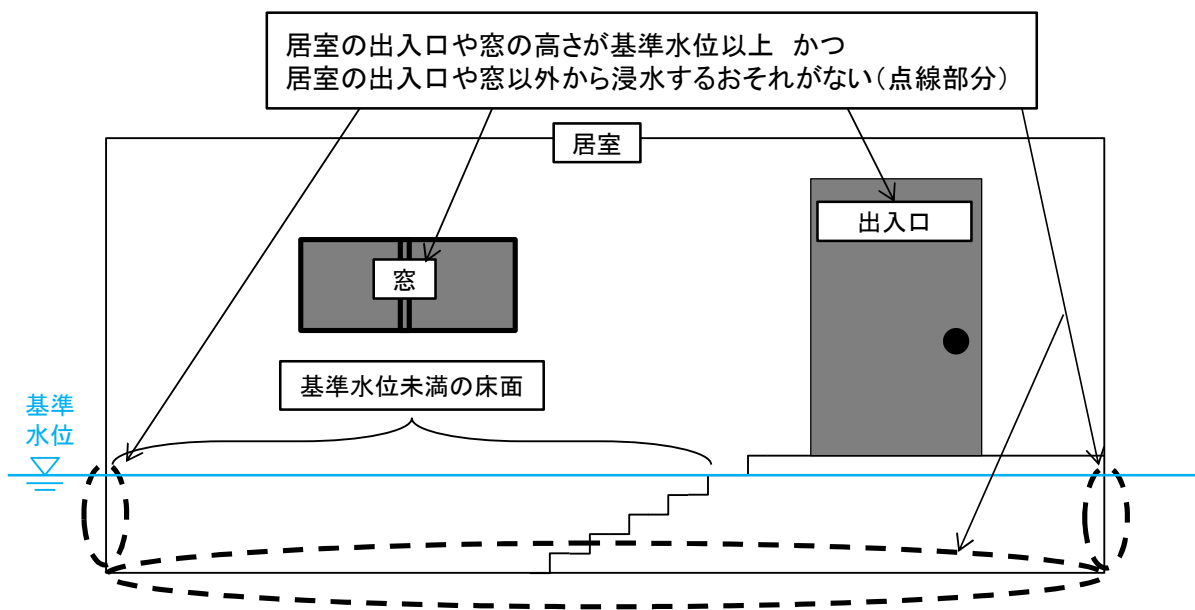 居室の出入口や窓の高さが基準水位以上 かつ
居室の出入口や窓以外から浸水するおそれがない(点線部分)
居室
出入口
窓
基準水位未満の床面
基準
水位